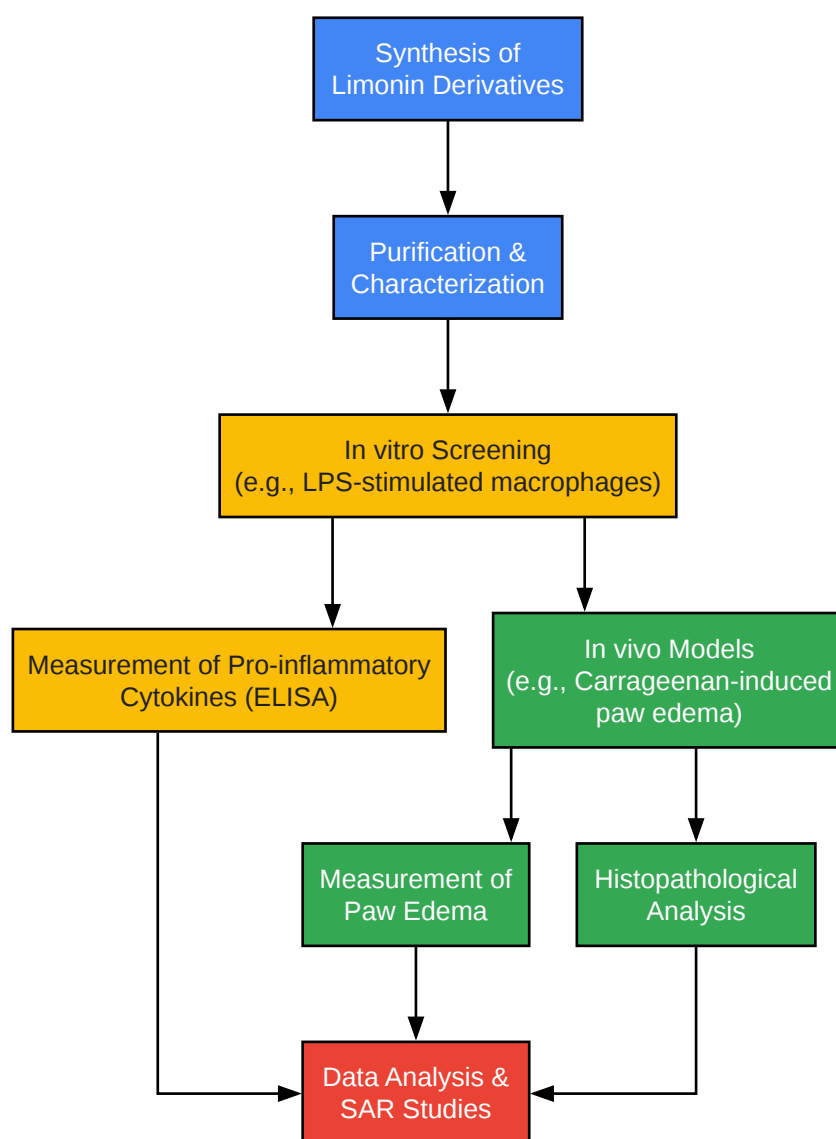 Synthesis of
Limonin Derivatives
Purification &
Characterization
In vitro Screening
(e.g., LPS-stimulated macrophages)
Measurement of Pro-inflammatory
Cytokines (ELISA)
In vivo Models
(e.g., Carrageenan-induced
paw edema)
Measurement of
Paw Edema
Histopathological
Analysis
Data Analysis &
SAR Studies